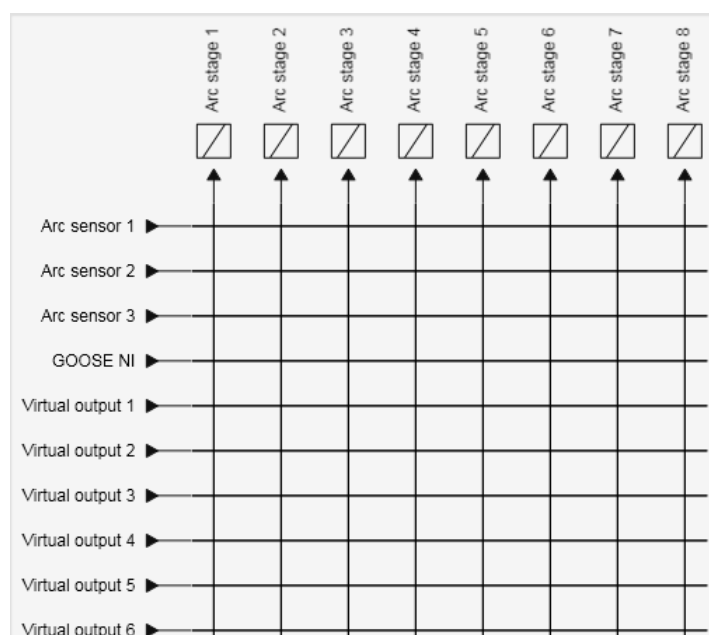 Arc stage 1
Arc stage 2
Arc stage 3
Arc stage 4
Arc stage 5
Arc stage 6
Arc stage 7
Arc stage 8
Arc sensor 1
Arc sensor 2
Arc sensor 3
GOOSE NI
Virtual output 1
Virtual output 2
Virtual output 3
Virtual output 4
Virtual output 5
Virtual output 6